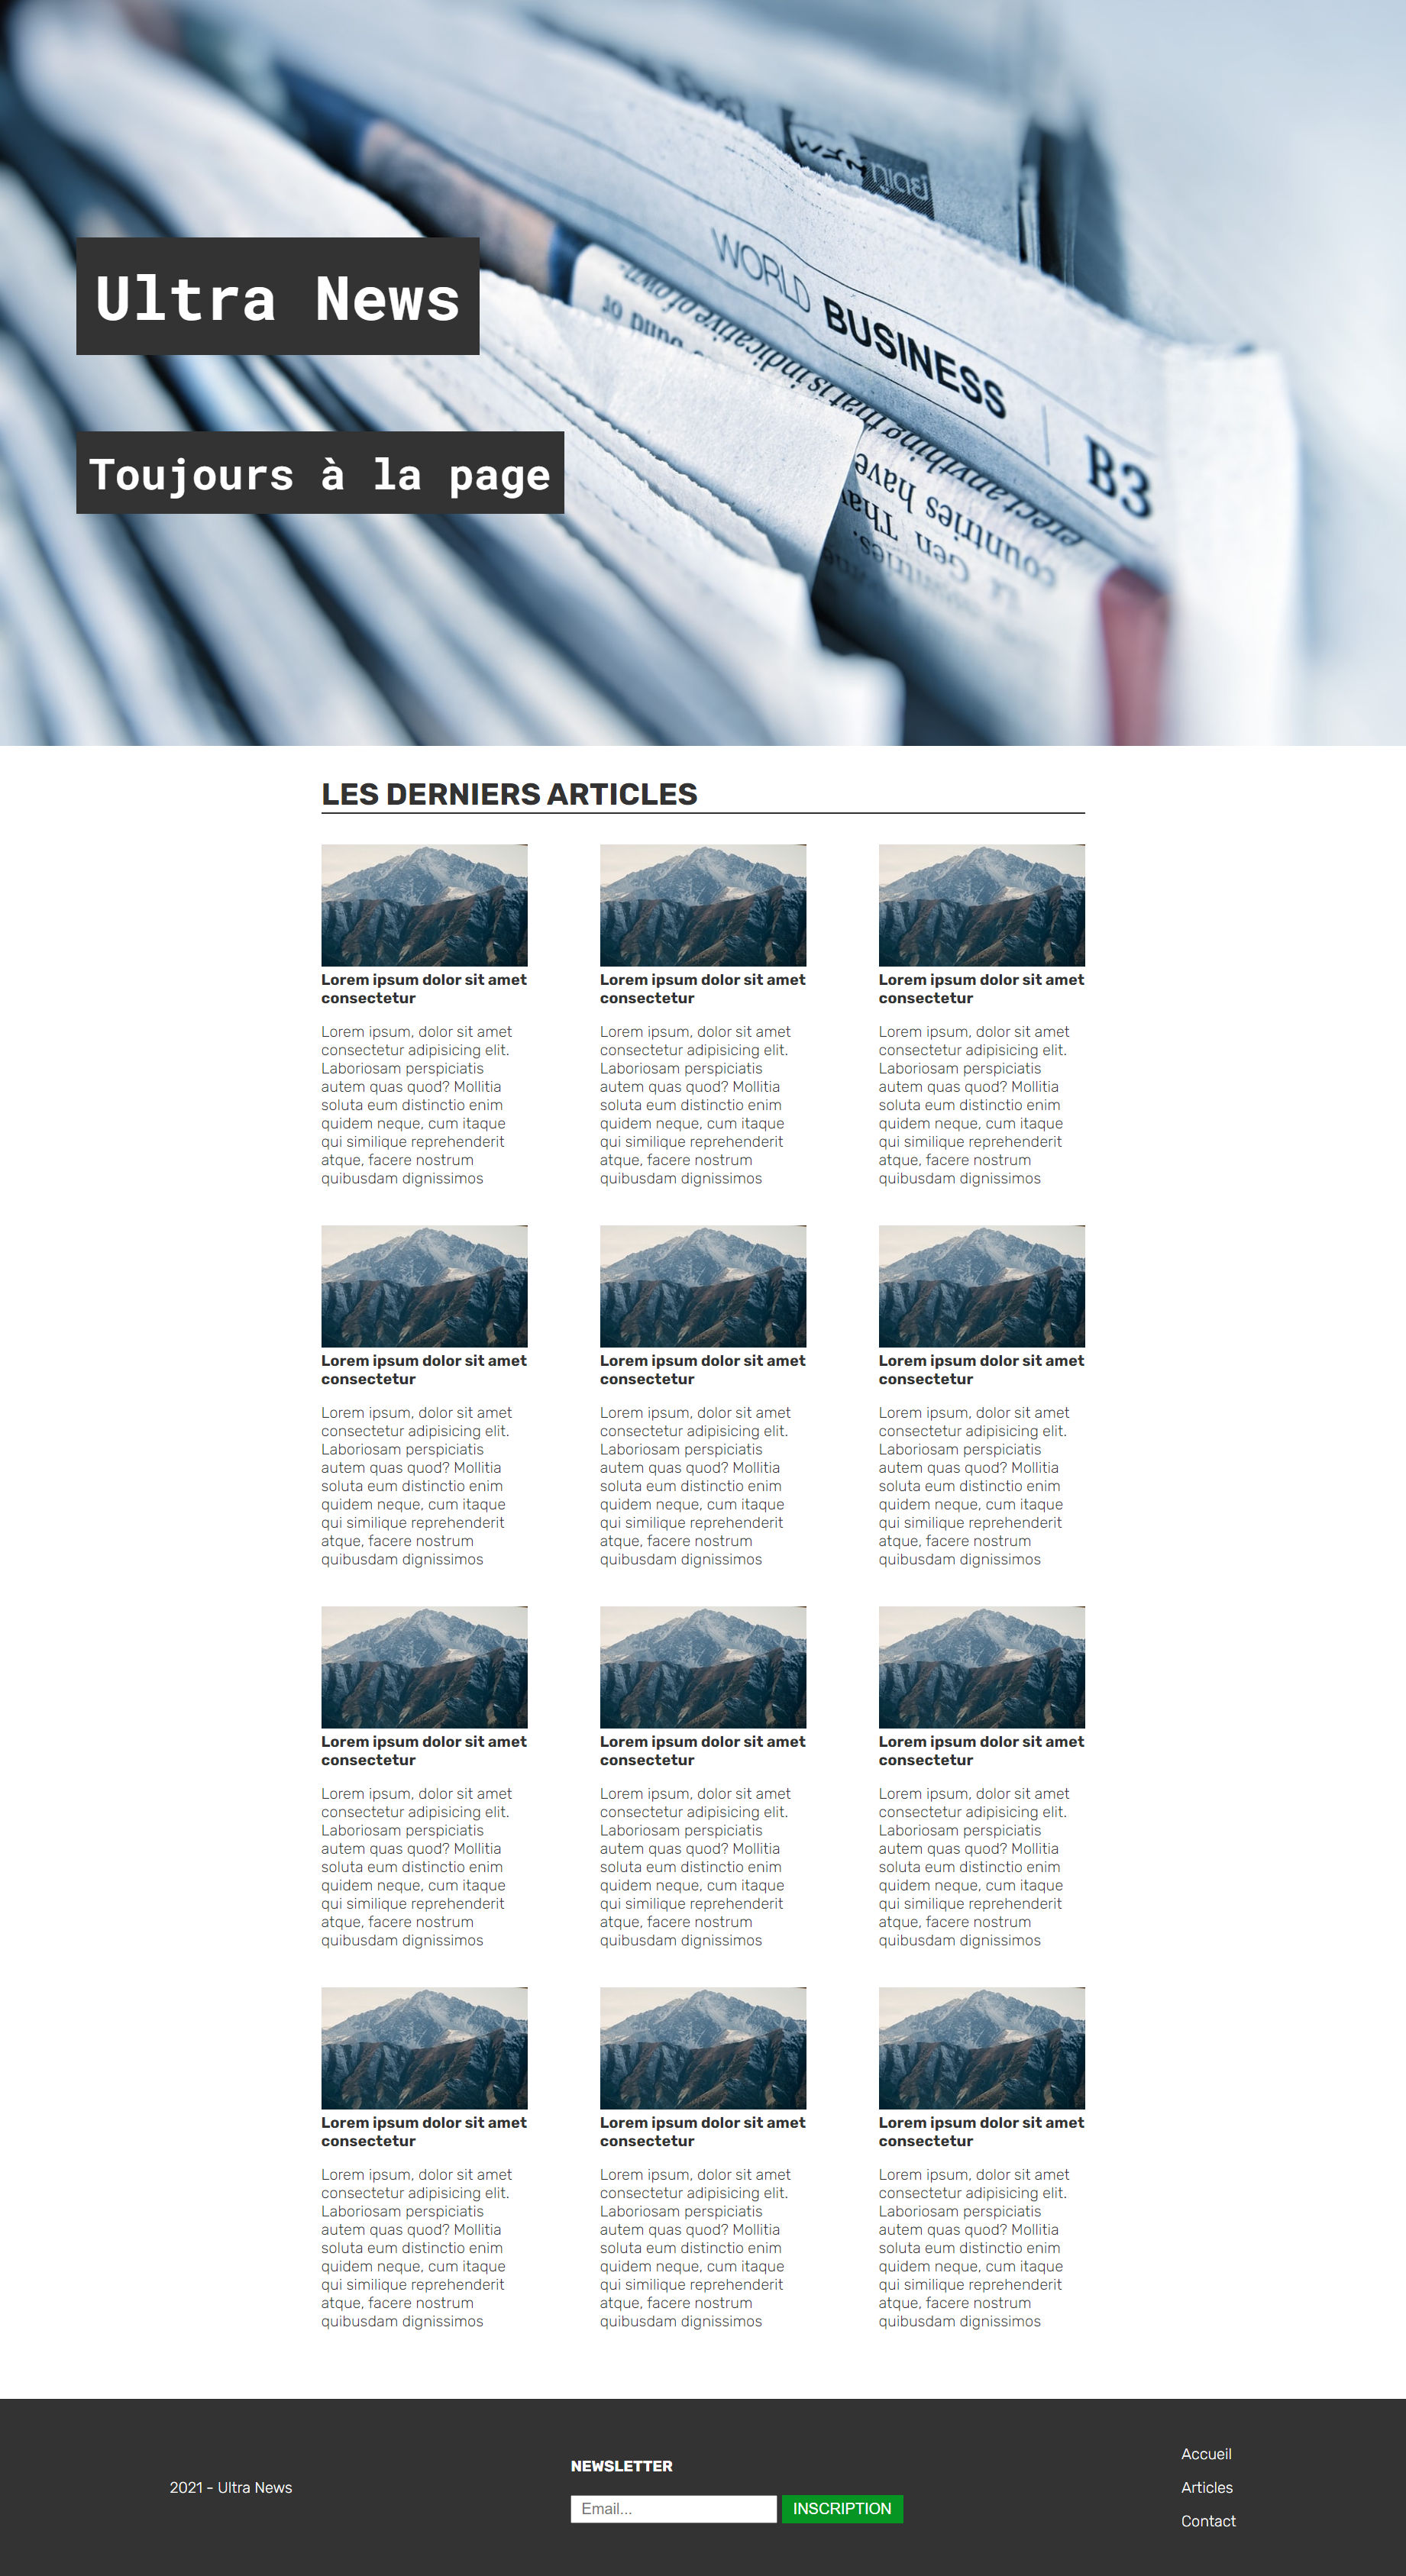 WORLD BUSINESS B3
Ultra News
Toujours à la page
countries have
LES DERNIERS ARTICLES
Lorem ipsum dolor sit amet
consectetur
Lorem ipsum, dolor sit amet
consectetur adipisicing elit.
Laboriosam perspiciatis
autem quas quod? Mollitia
soluta eum distinctio enim
quidem neque, cum itaque
qui similique reprehenderit
atque, facere nostrum
quibusdam dignissimos
Lorem ipsum dolor sit amet
consectetur
Lorem ipsum, dolor sit amet
consectetur adipisicing elit.
Laboriosam perspiciatis
autem quas quod? Mollitia
soluta eum distinctio enim
quidem neque, cum itaque
qui similique reprehenderit
atque, facere nostrum
quibusdam dignissimos
Lorem ipsum dolor sit amet
consectetur
Lorem ipsum, dolor sit amet
consectetur adipisicing elit.
Laboriosam perspiciatis
autem quas quod? Mollitia
soluta eum distinctio enim
quidem neque, cum itaque
qui similique reprehenderit
atque, facere nostrum
quibusdam dignissimos
Lorem ipsum dolor sit amet
consectetur
Lorem ipsum, dolor sit amet
consectetur adipisicing elit.
Laboriosam perspiciatis
autem quas quod? Mollitia
soluta eum distinctio enim
quidem neque, cum itaque
qui similique reprehenderit
atque, facere nostrum
quibusdam dignissimos
Lorem ipsum dolor sit amet
consectetur
Lorem ipsum, dolor sit amet
consectetur adipisicing elit.
Laboriosam perspiciatis
autem quas quod? Mollitia
soluta eum distinctio enim
quidem neque, cum itaque
qui similique reprehenderit
atque, facere nostrum
quibusdam dignissimos
Lorem ipsum dolor sit amet
consectetur
Lorem ipsum, dolor sit amet
consectetur adipisicing elit.
Laboriosam perspiciatis
autem quas quod? Mollitia
soluta eum distinctio enim
quidem neque, cum itaque
qui similique reprehenderit
atque, facere nostrum
quibusdam dignissimos
Lorem ipsum dolor sit amet
consectetur
Lorem ipsum, dolor sit amet
consectetur adipisicing elit.
Laboriosam perspiciatis
autem quas quod? Mollitia
soluta eum distinctio enim
quidem neque, cum itaque
qui similique reprehenderit
atque, facere nostrum
quibusdam dignissimos
Lorem ipsum dolor sit amet
consectetur
Lorem ipsum, dolor sit amet
consectetur adipisicing elit.
Laboriosam perspiciatis
autem quas quod? Mollitia
soluta eum distinctio enim
quidem neque, cum itaque
qui similique reprehenderit
atque, facere nostrum
quibusdam dignissimos
Lorem ipsum dolor sit amet
consectetur
Lorem ipsum, dolor sit amet
consectetur adipisicing elit.
Laboriosam perspiciatis
autem quas quod? Mollitia
soluta eum distinctio enim
quidem neque, cum itaque
qui similique reprehenderit
atque, facere nostrum
quibusdam dignissimos
Lorem ipsum dolor sit amet
consectetur
Lorem ipsum, dolor sit amet
consectetur adipisicing elit.
Laboriosam perspiciatis
autem quas quod? Mollitia
soluta eum distinctio enim
quidem neque, cum itaque
qui similique reprehenderit
atque, facere nostrum
quibusdam dignissimos
Lorem ipsum dolor sit amet
consectetur
Lorem ipsum, dolor sit amet
consectetur adipisicing elit.
Laboriosam perspiciatis
autem quas quod? Mollitia
soluta eum distinctio enim
quidem neque, cum itaque
qui similique reprehenderit
atque, facere nostrum
quibusdam dignissimos
Lorem ipsum dolor sit amet
consectetur
Lorem ipsum, dolor sit amet
consectetur adipisicing elit.
Laboriosam perspiciatis
autem quas quod? Mollitia
soluta eum distinctio enim
quidem neque, cum itaque
qui similique reprehenderit
atque, facere nostrum
quibusdam dignissimos
2021 - Ultra News
NEWSLETTER
Email...
INSCRIPTION
Accueil
Articles
Contact